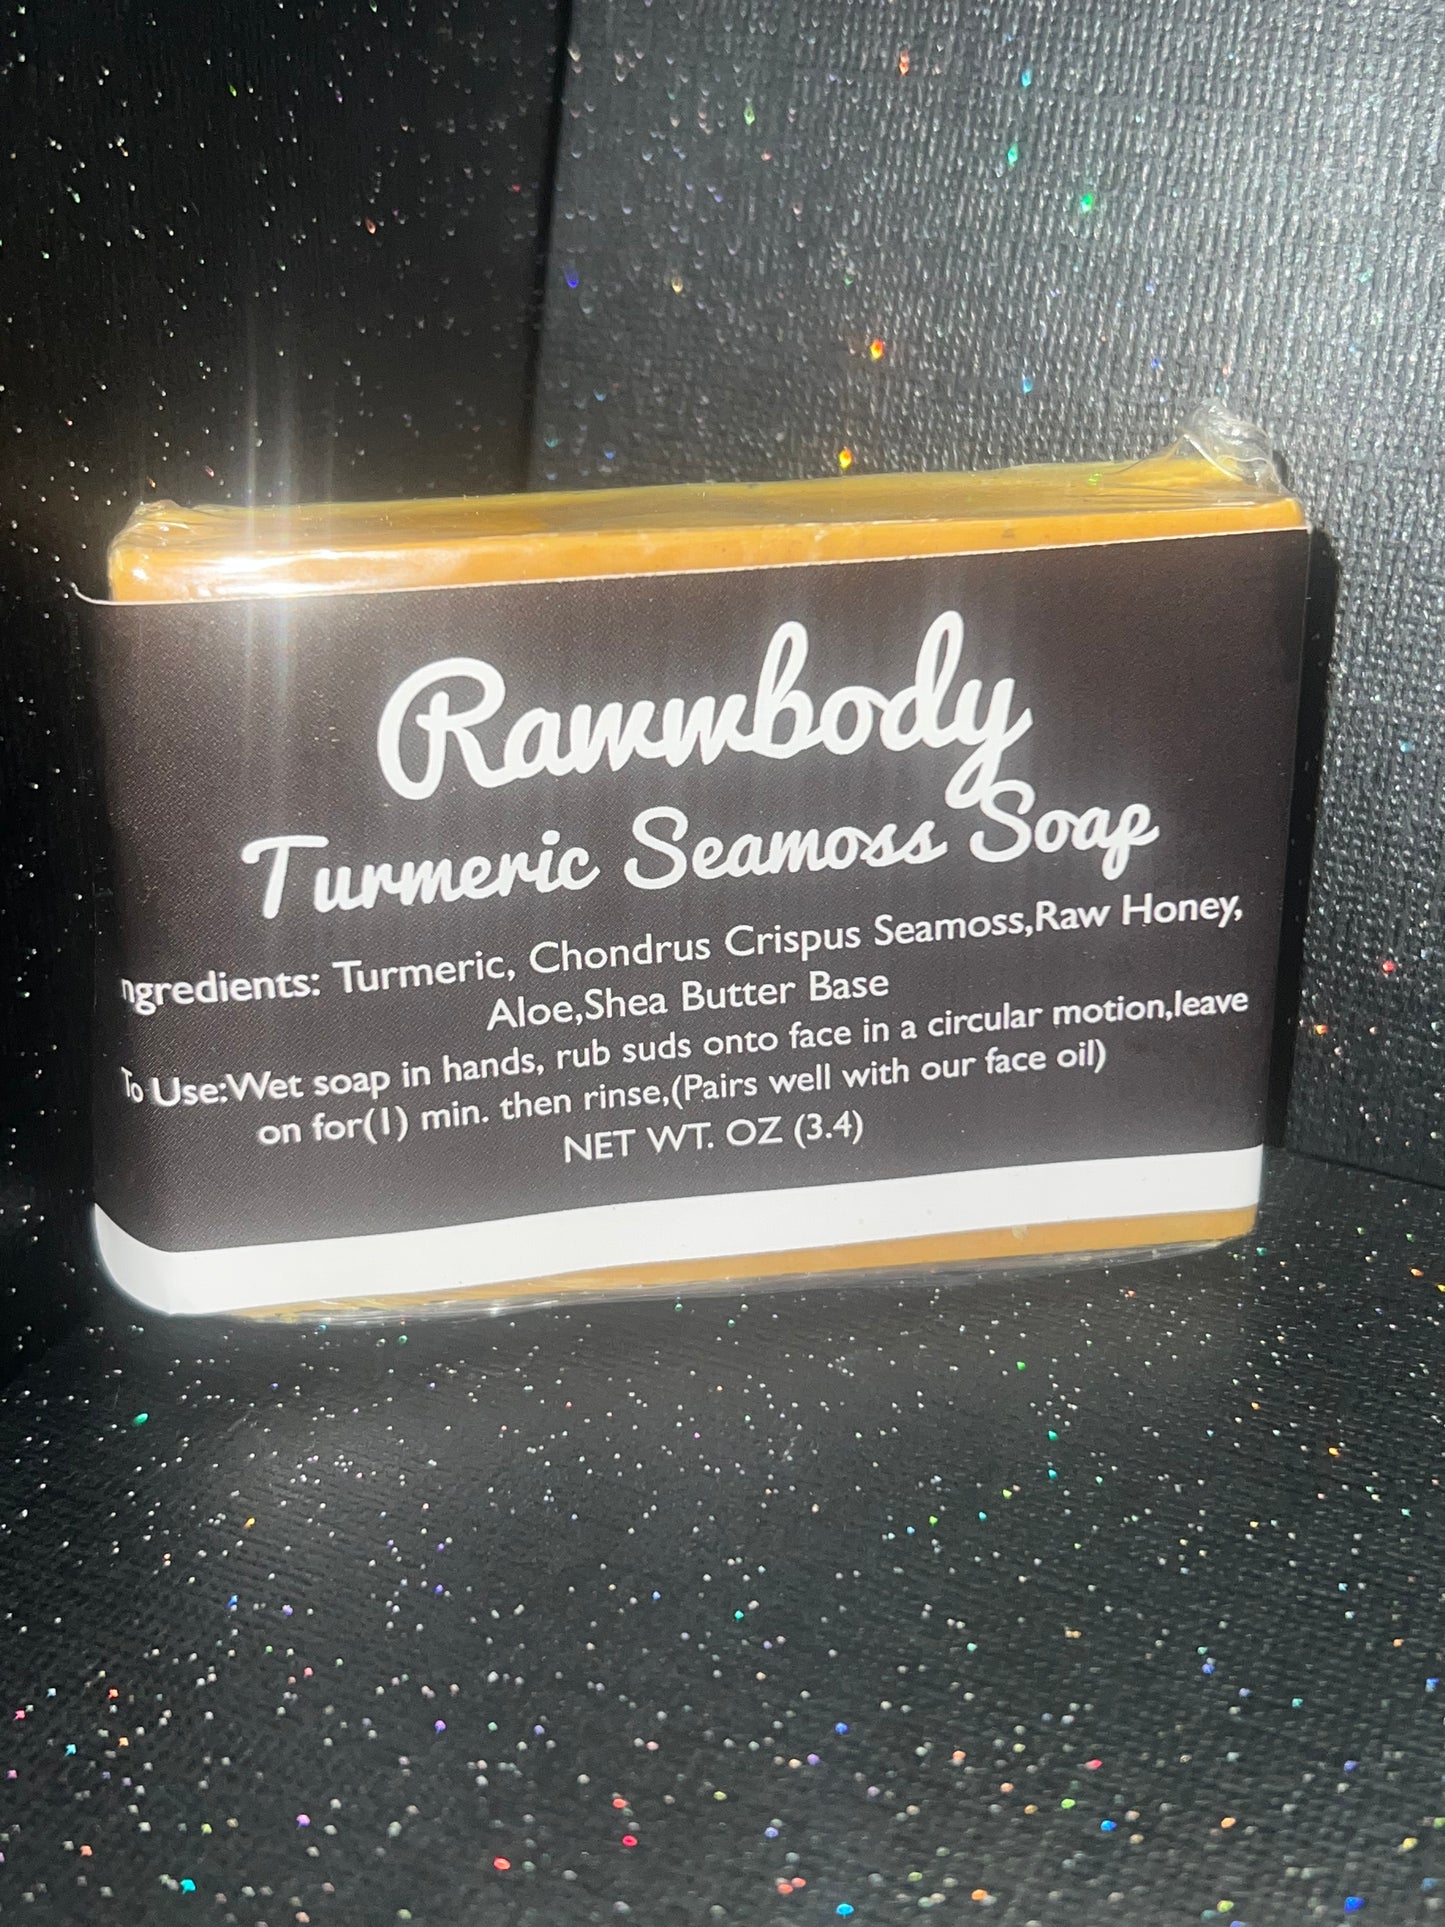 Rawwbody
Turmeric Seamoss Soap
ngredients: Turmeric, Chondrus Crispus Seamoss,Raw Honey,
Aloe,Shea Butter Base
To Use:Wet soap in hands, rub suds onto face in a circular motion,leave
on for(1) min. then rinse,(Pairs well with our face oil)
NET WT. OZ (3.4)